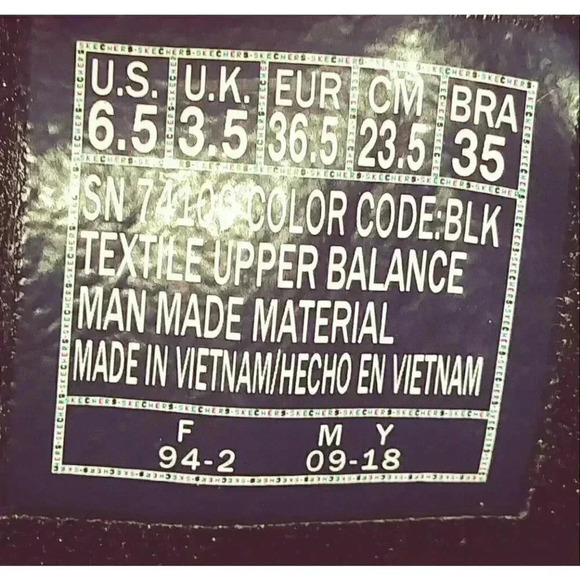 U.S. U.K. EUR CM BRA
6.5 3.5 36.5 23.5 35
SN COLOR CODE:BLK
TEXTILE UPPER BALANCE
MAN MADE MATERIAL
MADE IN VIETNAM/HECHO EN VIETNAM
F M Y
94-2 09-18